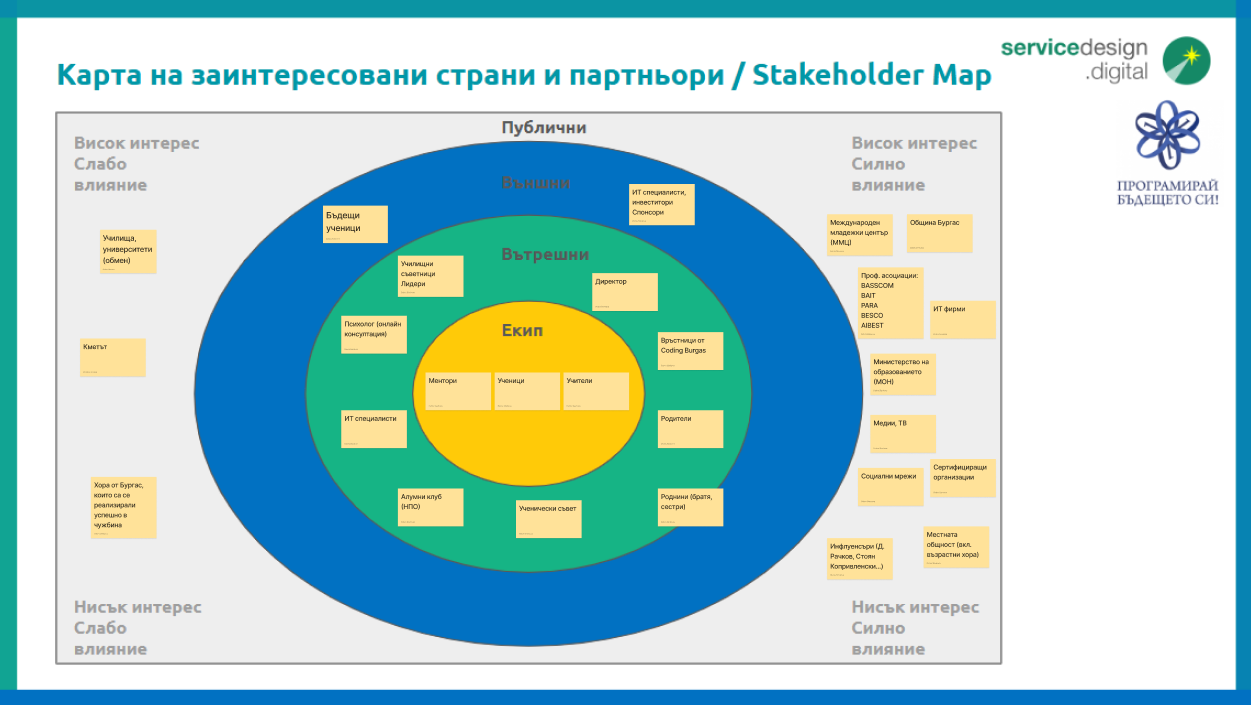 Карта на заинтересовани страни и партньори / Stakeholder Map
servicedesign
.digital
ПРОГРАМИРАЙ
БЪДЕЩЕТО СИ!
Публични
Висок интерес
Слабо
влияние
Висок интерес
Силно
влияние
Външни
ИТ специалисти,
инвеститори
Спонсори
Бъдещи
ученици
Училища,
университети
(обмен)
Международен
младежки център
(ММЦ)
Община Бургас
Вътрешни
Училищни
съветници
Лидери
Директор
Проф. асоциации:
BASSCOM
BAIT
PARA
BESCO
AIBEST
ИТ фирми
Психолог (онлайн
консултация)
Екип
Връстници от
Coding Burgas
Кметът
Министерство на
образованието
(МОН)
Ментори
Ученици
Учители
ИТ специалисти
Родители
Медии, ТВ
Социални мрежи
Сертифициращи
организации
Хора от Бургас,
които са се
реализирали
успешно в
чужбина
Алумни клуб
(НПО)
Ученически съвет
Роднини (братя,
сестри)
Инфлуенсъри (Д.
Рачков, Стоян
Копривленски...)
Местната
общност (вкл.
възрастни хора)
Нисък интерес
Слабо
влияние
Нисък интерес
Силно
влияние